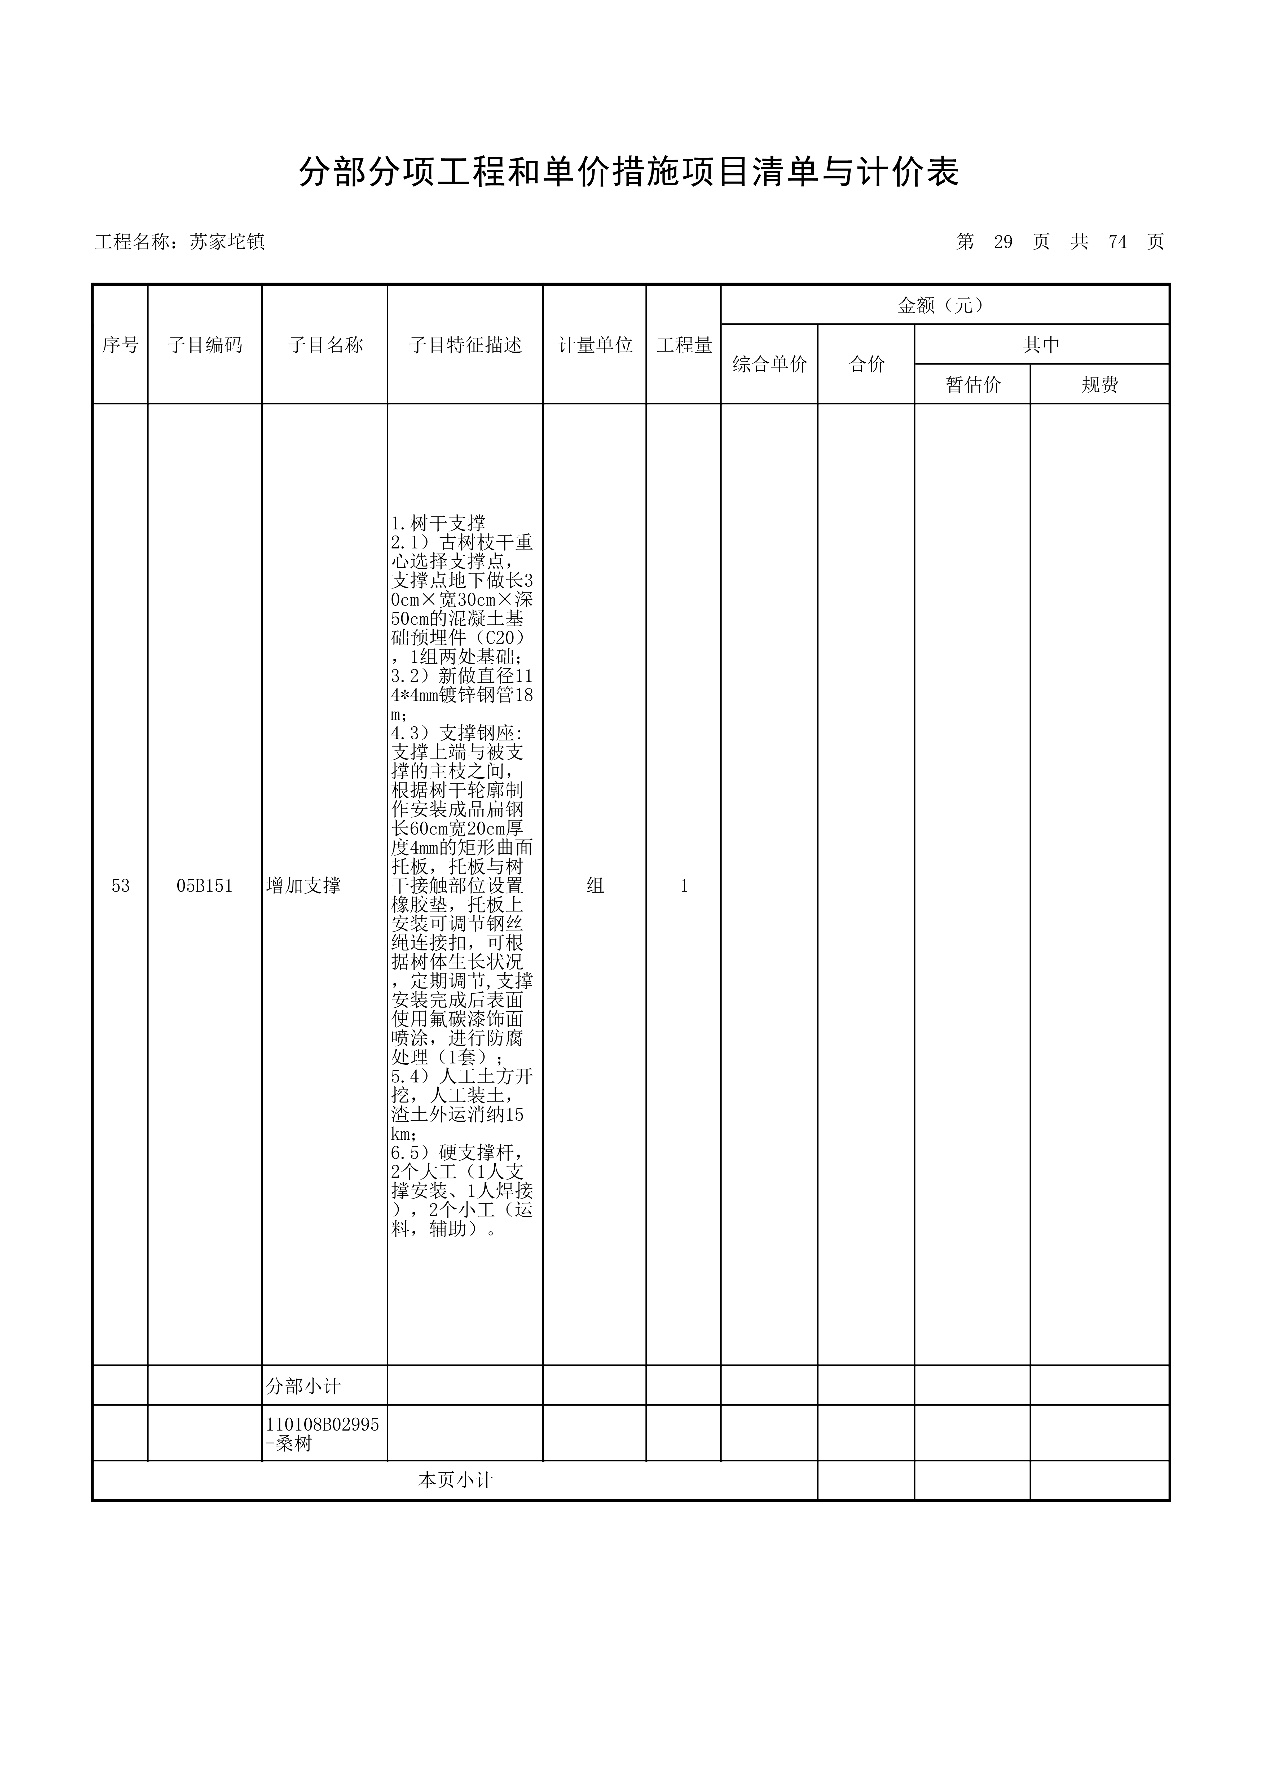 分部分项工程和单价措施项目清单与计价表
工程名称：苏家坨镇
第 29 页 共 74 页
序号
子目编码
子目名称
子目特征描述
计量单位
工程量
金额（元）
综合单价
合价
其中
暂估价
规费
53
05B151
增加支撑
1.树干支撑
2.1）古树枝干重
心选择支撑点，
支撑点地下做长3
0cm×宽30cm×深
50cm的混凝土基
础预埋件（C20）
，1组两处基础；
3.2）新做直径11
4*4mm镀锌钢管18
m；
4.3）支撑钢座:
支撑上端与被支
撑的主枝之间，
根据树干轮廓制
作安装成品扁钢
长60cm宽20cm厚
度4mm的矩形曲面
托板，托板与树
干接触部位设置
橡胶垫，托板上
安装可调节钢丝
绳连接扣，可根
据树体生长状况
，定期调节,支撑
安装完成后表面
使用氟碳漆饰面
喷涂，进行防腐
处理（1套）；
5.4）人工土方开
挖，人工装土，
渣土外运消纳15
km；
6.5）硬支撑杆，
2个大工（1人支
撑安装、1人焊接
），2个小工（运
料，辅助）。
组
1
分部小计
110108B02995
-桑树
本页小计